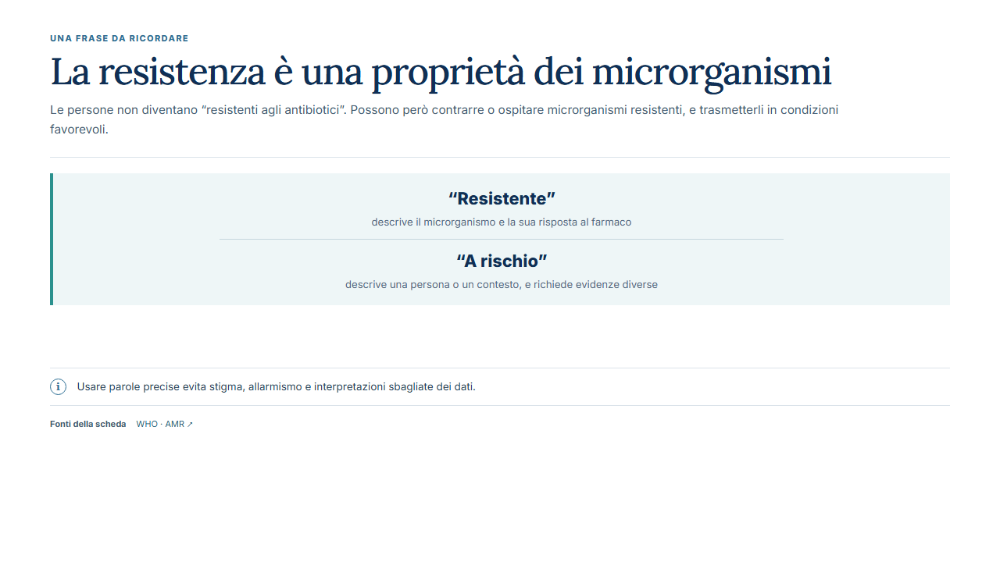 UNA FRASE DA RICORDARE
La resistenza è una proprietà dei microrganismi
Le persone non diventano “resistenti agli antibiotici”. Possono però contrarre o ospitare microrganismi resistenti, e trasmetterli in condizioni
favorevoli.
“Resistente”
descrive il microrganismo e la sua risposta al farmaco
“A rischio”
descrive una persona o un contesto, e richiede evidenze diverse
i Usare parole precise evita stigma, allarmismo e interpretazioni sbagliate dei dati.
Fonti della scheda WHO · AMR ↗